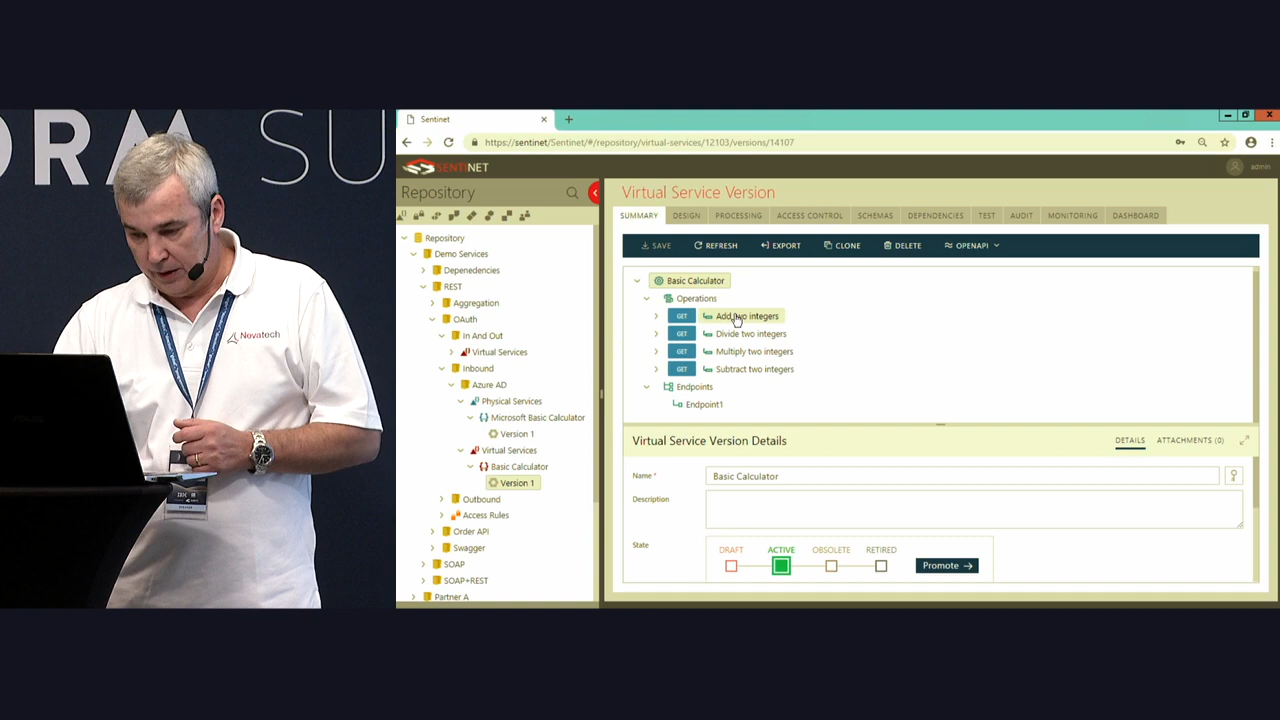 ORM SU
Nevatech
Sentinet
https://sentinet/Sentinet/#/repository/virtual-services/12103/versions/14107
SENTINET
admin
Repository
Repository
Demo Services
Depenedencies
REST
Aggregation
OAuth
In And Out
Virtual Services
Inbound
Azure AD
Physical Services
Microsoft Basic Calculator
Version 1
Virtual Services
Basic Calculator
Version 1
Outbound
Access Rules
Order API
Swagger
SOAP
SOAP+REST
Partner A
Virtual Service Version
SUMMARY DESIGN PROCESSING ACCESS CONTROL SCHEMAS DEPENDENCIES TEST AUDIT MONITORING DASHBOARD
SAVE REFRESH EXPORT CLONE DELETE OPENAPI
Basic Calculator
Operations
GET Add two integers
GET Divide two integers
GET Multiply two integers
GET Subtract two integers
Endpoints
Endpoint1
Virtual Service Version Details DETAILS ATTACHMENTS (0)
Name * Basic Calculator
Description
State DRAFT ACTIVE OBSOLETE RETIRED Promote →